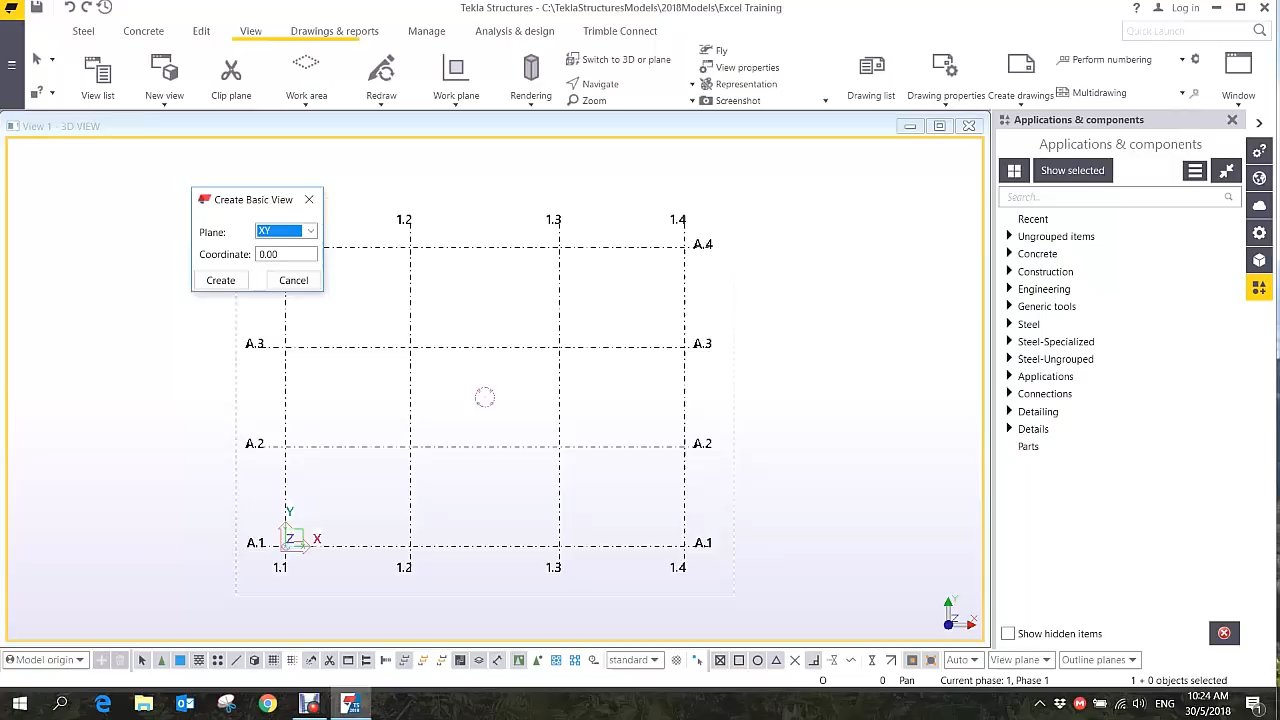 Tekla Structures - C:\TeklaStructuresModels\2018Models\Excel Training
? Log in
Steel Concrete Edit View Drawings & reports Manage Analysis & design Trimble Connect
Quick Launch
View list
New view
Clip plane
Work area
Redraw
Work plane
Rendering
Switch to 3D or plane
Navigate
Zoom
Fly
View properties
Representation
Screenshot
Drawing list
Drawing properties
Create drawings
Perform numbering
Multidrawing
Window
View 1 - 3D VIEW
Create Basic View
Plane: XY
Coordinate: 0.00
Create Cancel
1.2 1.3 1.4
A.4
A.3 A.3
A.2 A.2
Y
Z X
A.1 A.1
1.1 1.2 1.3 1.4
Y
Z X
Applications & components
Applications & components
Show selected
Search...
Recent
Ungrouped items
Concrete
Construction
Engineering
Generic tools
Steel
Steel-Specialized
Steel-Ungrouped
Applications
Connections
Detailing
Details
Parts
Show hidden items
Model origin
standard
Auto
View plane
Outline planes
O 0 Pan Current phase: 1, Phase 1 1 + 0 objects selected
ENG
10:24 AM
30/5/2018